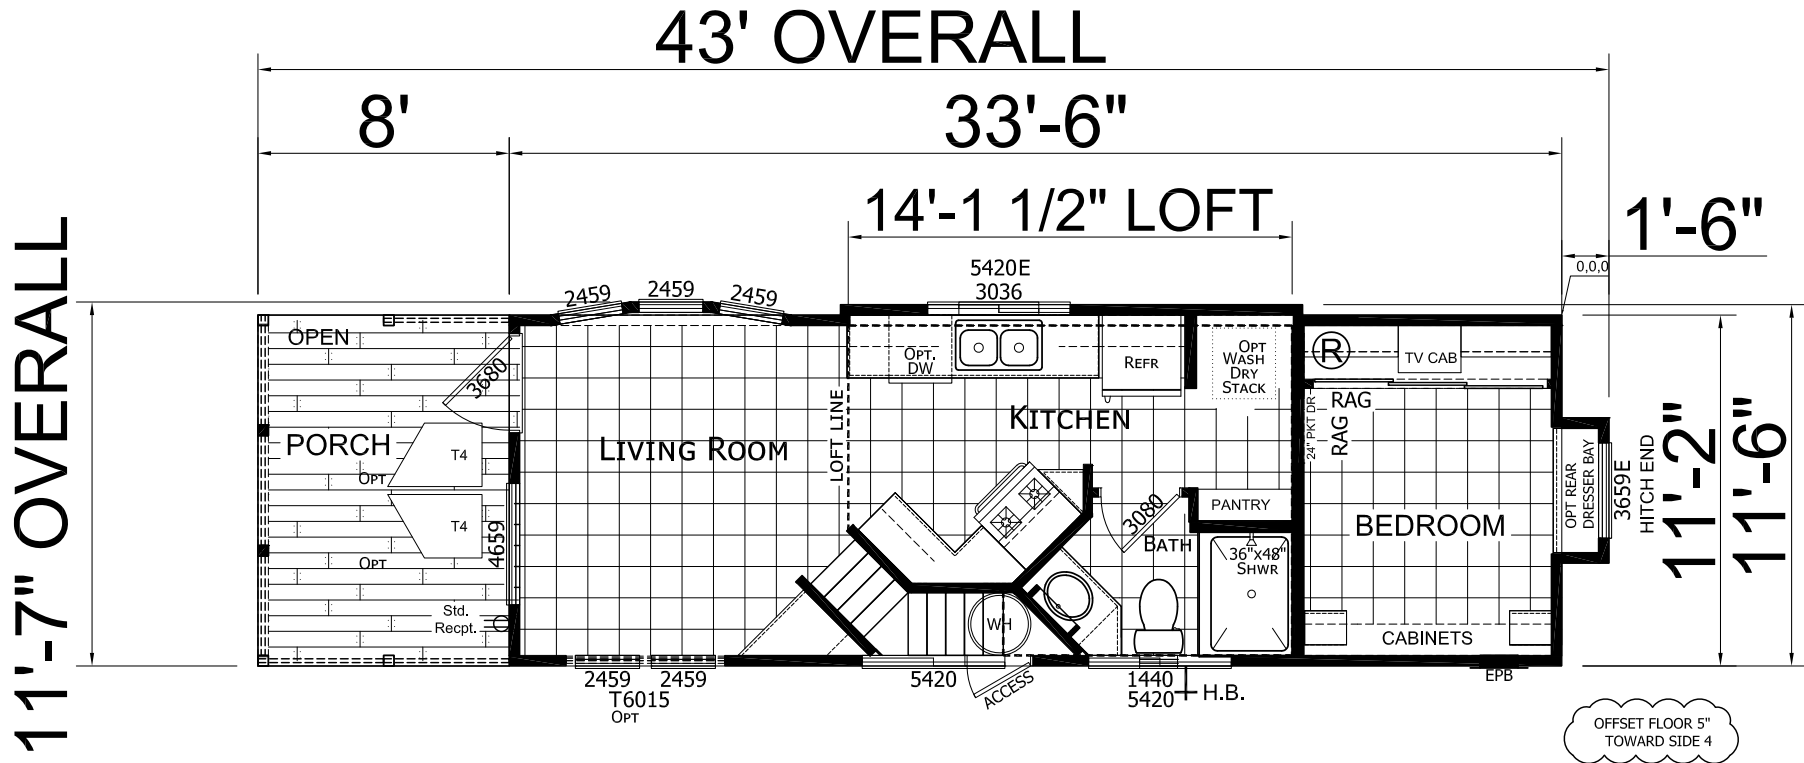 43' OVERALL
8'
33'-6"
14'-1 1/2" LOFT
1'-6"
0,0,0
11'-7" OVERALL
2459
2459
2459
5420E
3036
OPEN
3680
PORCH
OPT
T4
T4
OPT
4659
Std.
Recpt.
LIVING ROOM
LOFT LINE
OPT.
DW
REFR
KITCHEN
OPT
WASH
DRY
STACK
PANTRY
3080
BATH
36"x48"
SHWR
WH
R
TV CAB
RAG
RAG
24" PKT DR
BEDROOM
CABINETS
OPT REAR
DRESSER BAY
3659E
HITCH END
11'-2"
11'-6"
2459
2459
T6015
OPT
5420
ACCESS
1440
5420
H.B.
EPB
OFFSET FLOOR 5"
TOWARD SIDE 4